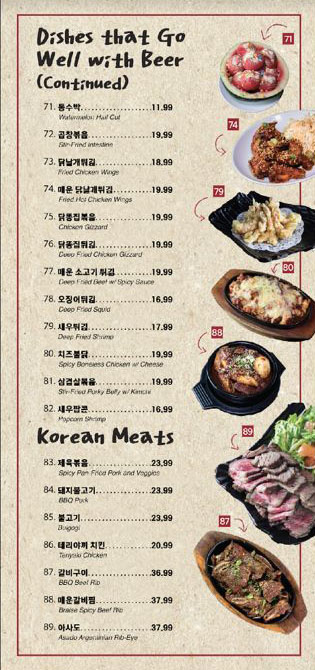 Dishes that Go
Well with Beer
(Continued)
71
71. 통수박..................11.99
Watermelon Half Cut
72. 곱창볶음...............19.99
Stir-Fried Intestine
73. 닭날개튀김............18.99
Fried Chicken Wings
74
74. 매운 닭날개튀김.........19.99
Fried Hot Chicken Wings
75. 닭똥집볶음............19.99
Chicken Gizzard
79
76. 닭똥집튀김............19.99
Deep Fried Chicken Gizzard
77. 매운 소고기 튀김.........19.99
Deep Fried Beef w/ Spicy Sauce
80
78. 오징어튀김............16.99
Deep Fried Squid
79. 새우튀김...............17.99
Deep Fried Shrimp
88
80. 치즈불닭...............19.99
Spicy Boneless Chicken w/ Cheese
81. 삼겹살볶음............19.99
Stir-Fried Porky Belly w/ Kimchi
82. 새우팝콘...............16.99
Popcorn Shrimp
89
Korean Meats
83. 제육볶음...............23.99
Spicy Pan Fried Pork and Veggies
84. 돼지불고기............23.99
BBQ Pork
85. 불고기..................23.99
Bulgogi
87
86. 테리야끼 치킨............20.99
Teriyaki Chicken
87. 갈비구이...............36.99
BBQ Beef Rib
88. 매운갈비찜............37.99
Braise Spicy Beef Rib
89. 아사도..................37.99
Asado Argentinian Rib-Eye